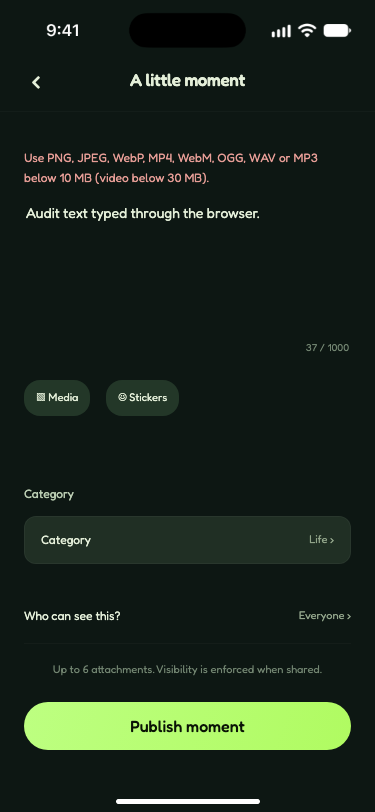 9:41
A little moment
Use PNG, JPEG, WebP, MP4, WebM, OGG, WAV or MP3
below 10 MB (video below 30 MB).
Audit text typed through the browser.
37 / 1000
▧ Media
☺ Stickers
Category
Category
Life ›
Who can see this?
Everyone ›
Up to 6 attachments. Visibility is enforced when shared.
Publish moment